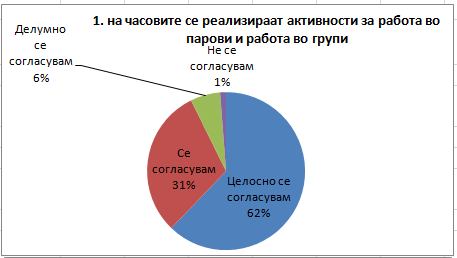 1. на часовите се реализираат активности за работа во
парови и работа во групи
Делумно
се
согласувам
6%
Не се
согласувам
1%
Се
согласувам
31%
Целосно се
согласувам
62%